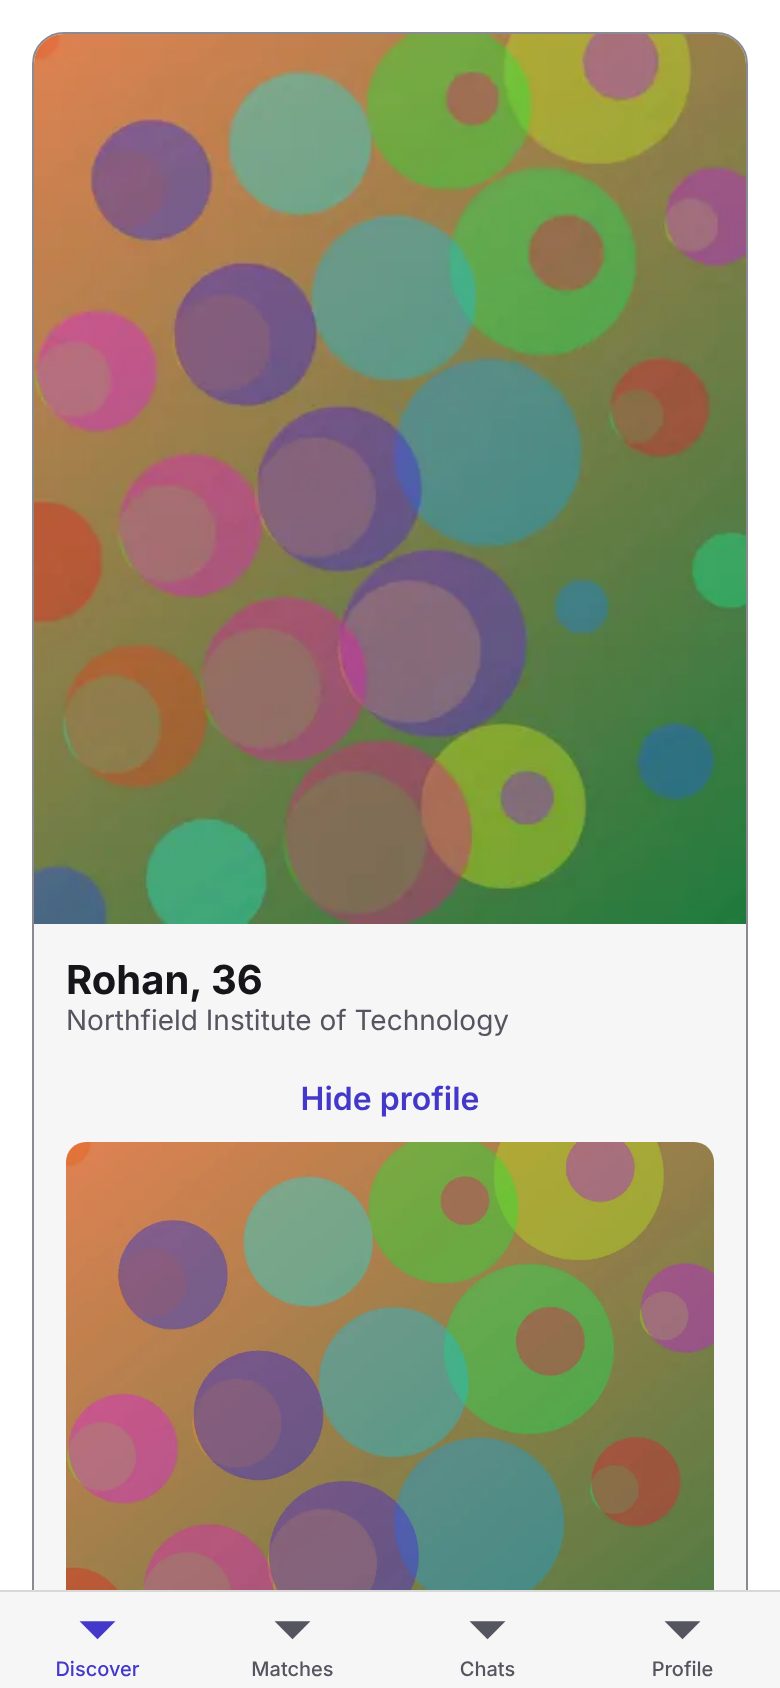 Rohan, 36
Northfield Institute of Technology
Hide profile
Discover
Matches
Chats
Profile